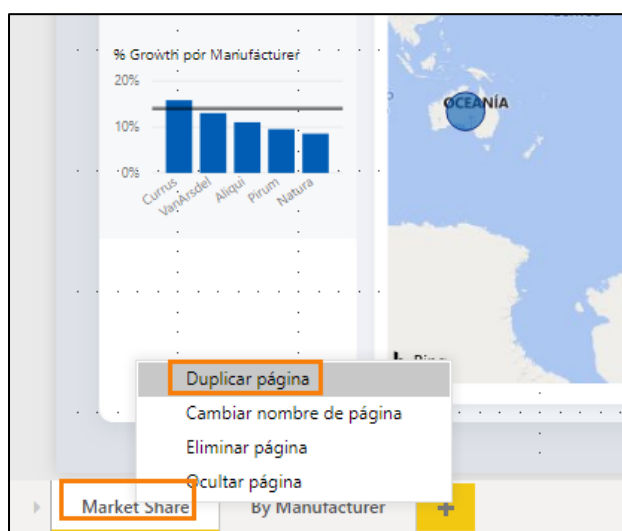 % Growth por Manufacturer
20%
10%
0%
Currus
VanArsdel
Aliqui
Pirum
Natura
OCEANÍA
Duplicar página
Cambiar nombre de página
Eliminar página
Ocultar página
Market Share
By Manufacturer
+